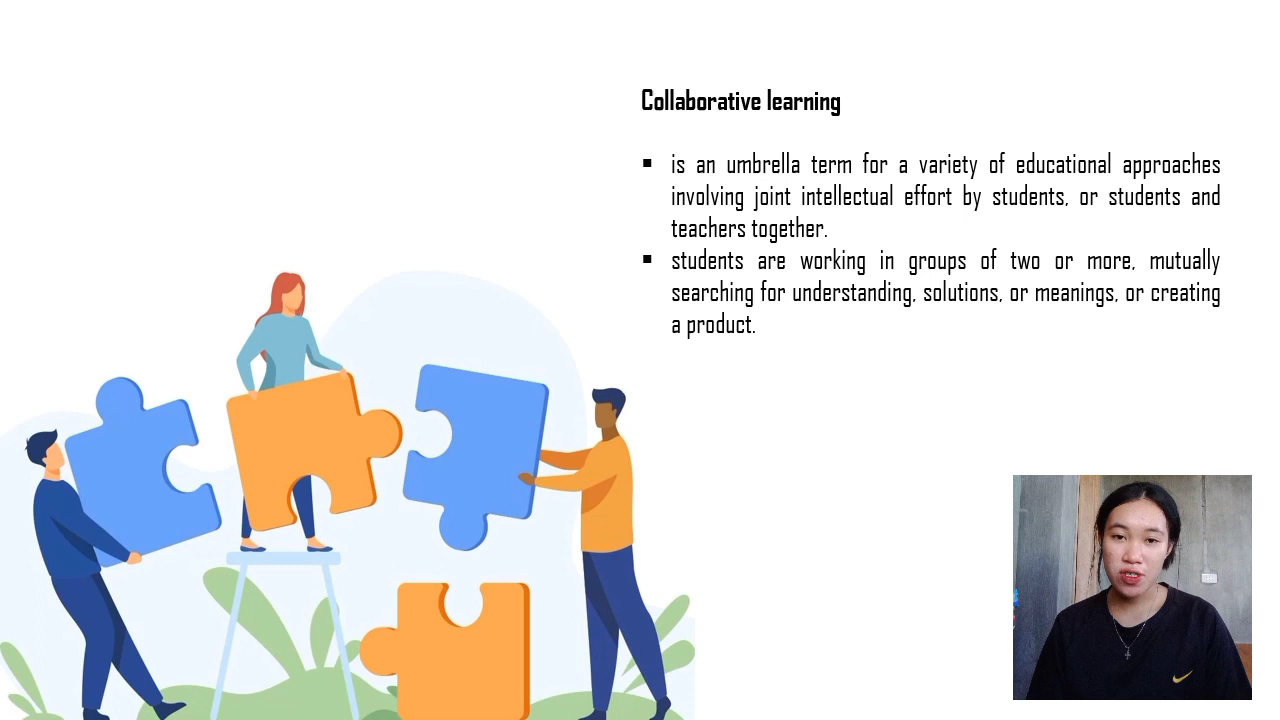 Collaborative learning
▪ is an umbrella term for a variety of educational approaches
involving joint intellectual effort by students, or students and
teachers together.
▪ students are working in groups of two or more, mutually
searching for understanding, solutions, or meanings, or creating
a product.